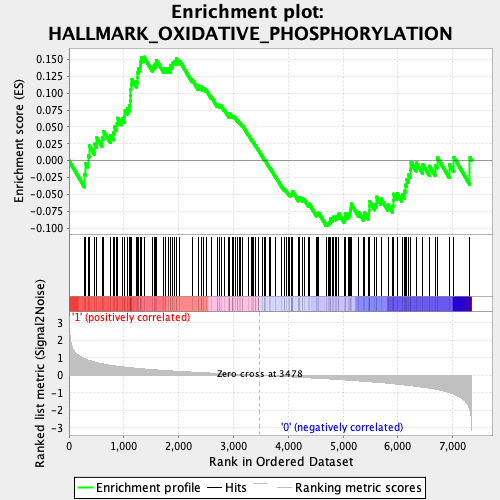 Enrichment plot:
HALLMARK_OXIDATIVE_PHOSPHORYLATION
Enrichment score (ES)
0.150
0.125
0.100
0.075
0.050
0.025
0.000
-0.025
-0.050
-0.075
-0.100
Ranked list metric (Signal2Noise)
'1' (positively correlated)
3
2
1
0
-1
-2
-3
Zero cross at 3478
'0' (negatively correlated)
0 1,000 2,000 3,000 4,000 5,000 6,000 7,000
Rank in Ordered Dataset
Enrichment profile Hits Ranking metric scores